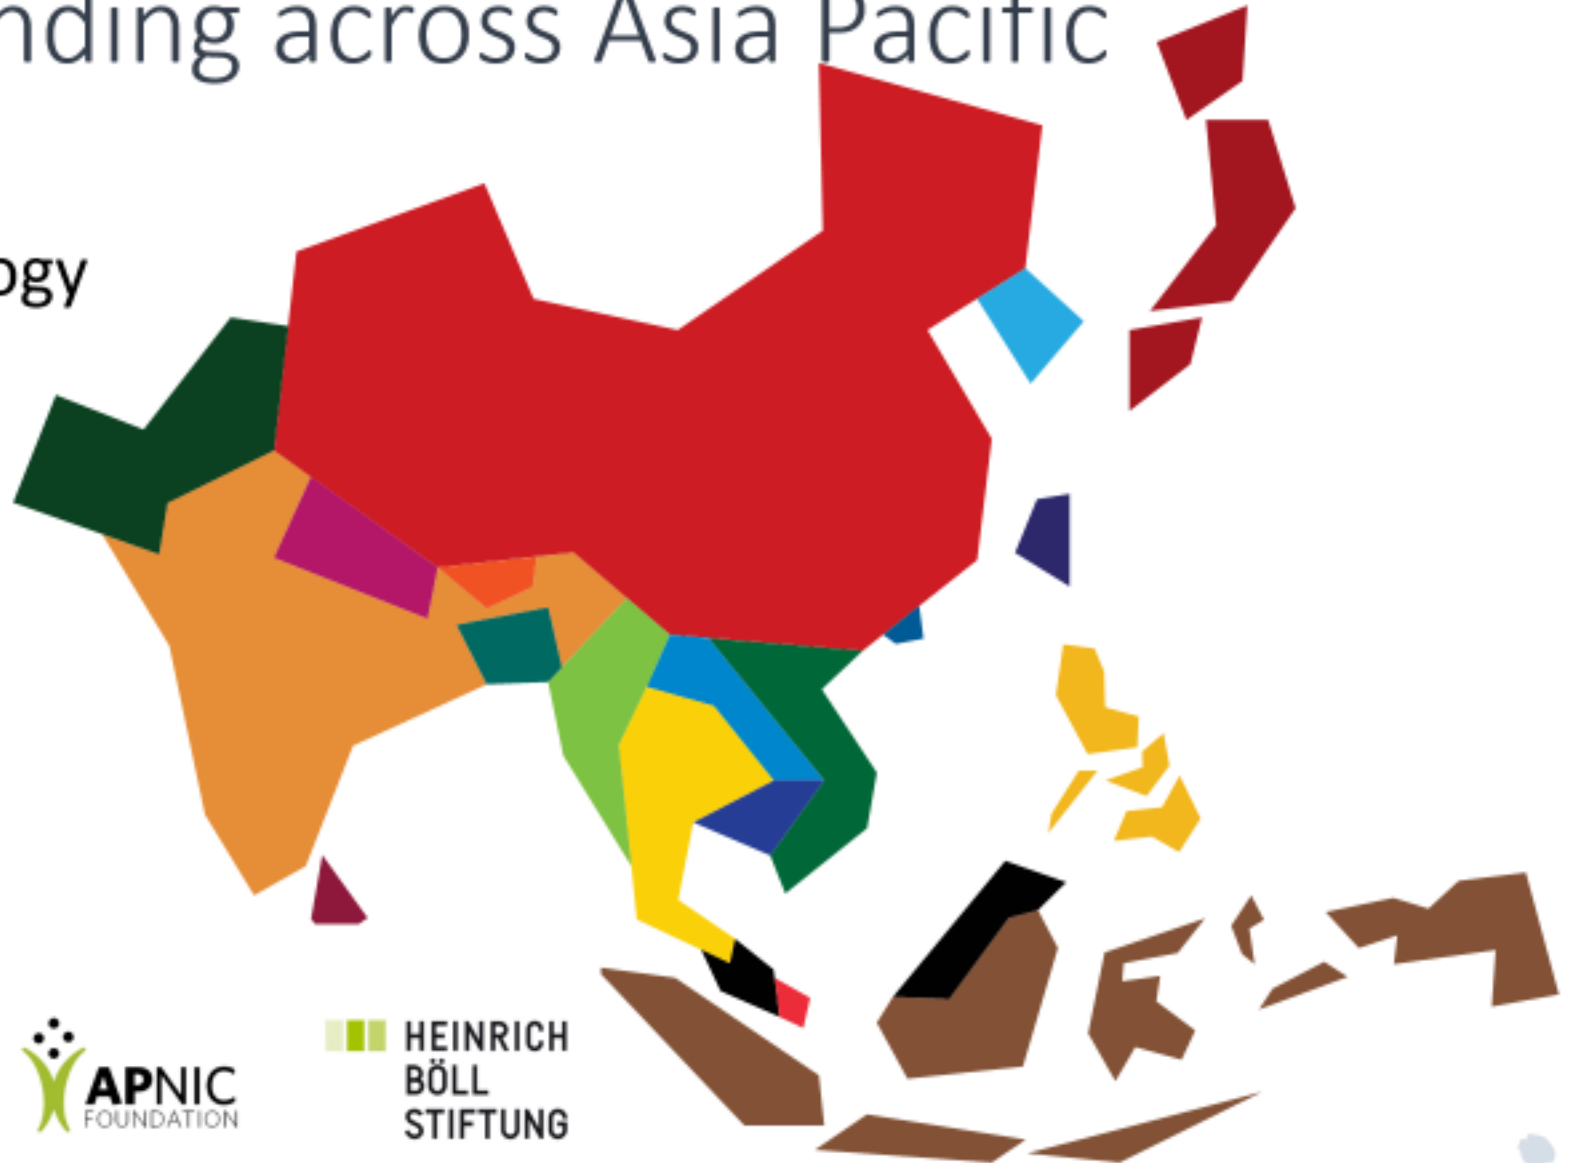 nding across Asia Pacific
ogy
APNIC
FOUNDATION
HEINRICH
BÖLL
STIFTUNG